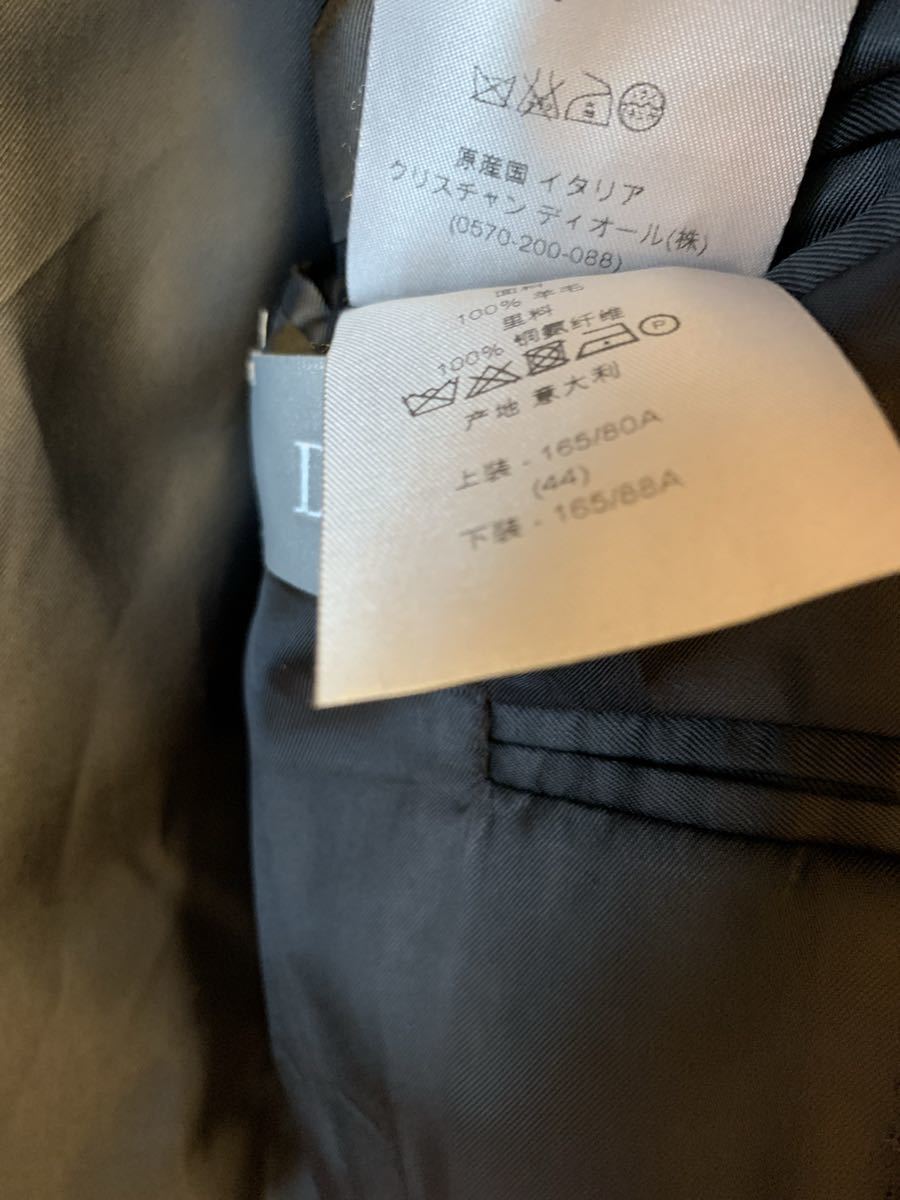 原産国 イタリア
クリスチャン ディオール(株)
(0570-200-088)
面料
100% 羊毛
里料
100% 铜氨纤维
P
产地 意大利
上装 - 165/80A
(44)
下装 - 165/88A
D